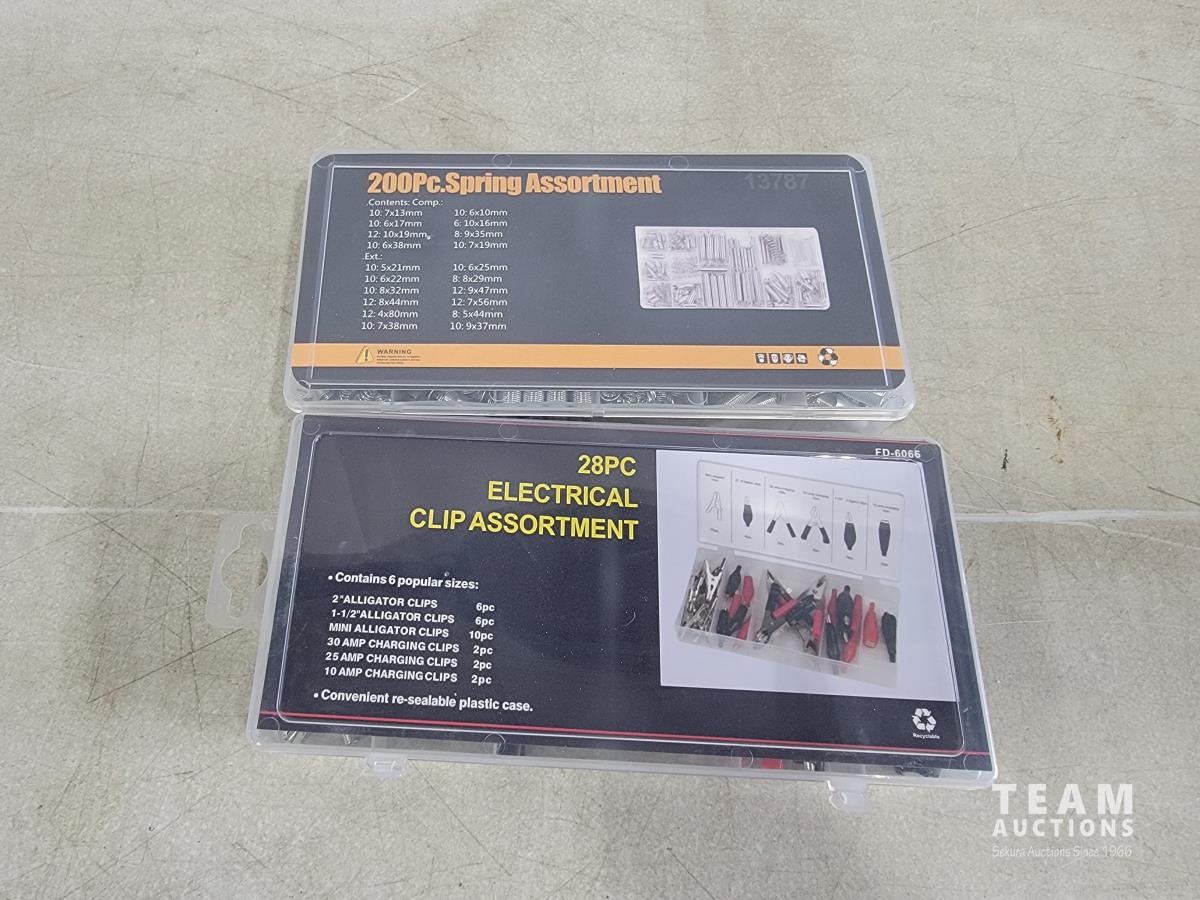 200Pc.Spring Assortment
13787
.Contents: Comp.:
10: 7x13mm 10: 6x10mm
10: 6x17mm 6: 10x16mm
12: 10x19mm 8: 9x35mm
10: 6x38mm 10: 7x19mm
.Ext.:
10: 5x21mm 10: 6x25mm
10: 6x22mm 8: 8x29mm
10: 8x32mm 12: 9x47mm
12: 8x44mm 12: 7x56mm
12: 4x80mm 8: 5x44mm
10: 7x38mm 10: 9x37mm
WARNING
FD-6066
28PC
ELECTRICAL
CLIP ASSORTMENT
• Contains 6 popular sizes:
2"ALLIGATOR CLIPS 6pc
1-1/2"ALLIGATOR CLIPS 6pc
MINI ALLIGATOR CLIPS 10pc
30 AMP CHARGING CLIPS 2pc
25 AMP CHARGING CLIPS 2pc
10 AMP CHARGING CLIPS 2pc
• Convenient re-sealable plastic case.
Recyclable
TEAM
AUCTIONS
Sekura Auctions Since 1966